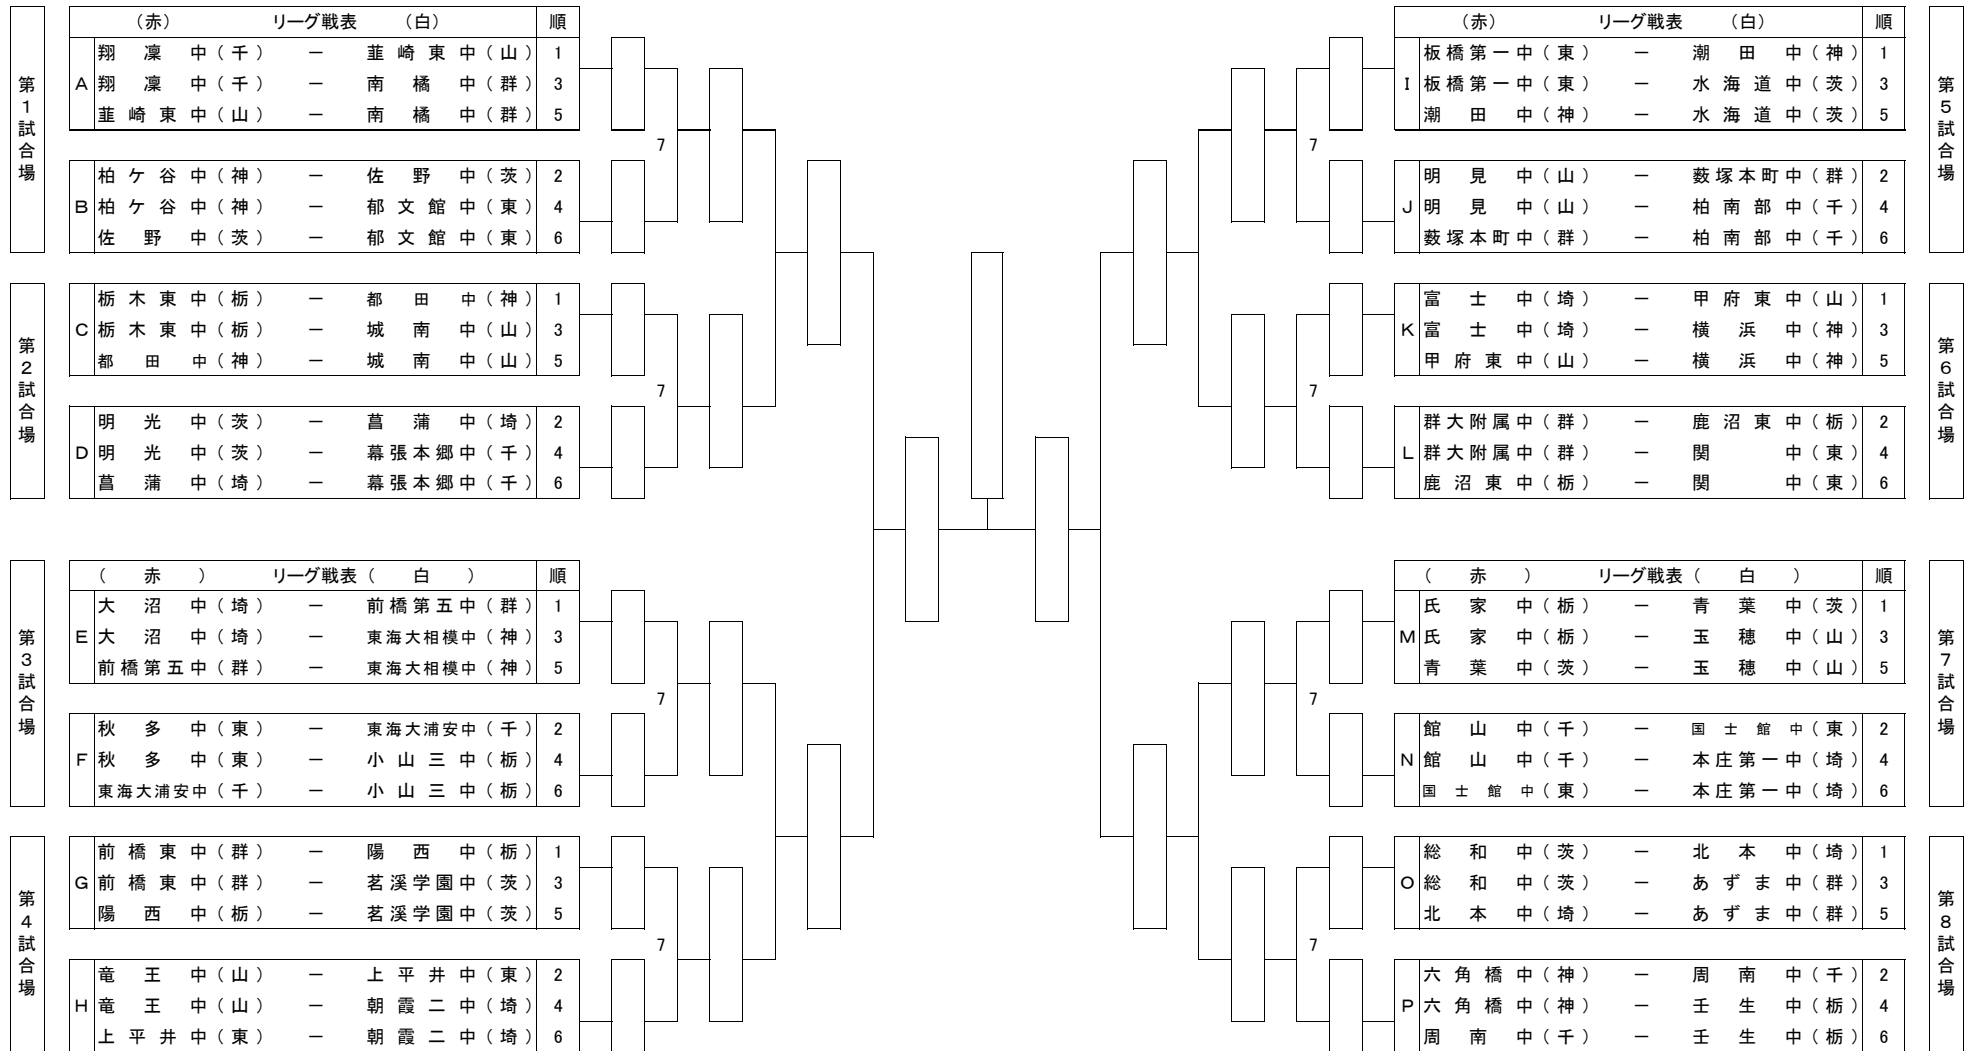 第1試合場
(赤) リーグ戦表 (白) 順
A
翔凜中(千) － 韮崎東中(山) 1
翔凜中(千) － 南橘中(群) 3
韮崎東中(山) － 南橘中(群) 5
7
B
柏ケ谷中(神) － 佐野中(茨) 2
柏ケ谷中(神) － 郁文館中(東) 4
佐野中(茨) － 郁文館中(東) 6
第2試合場
C
栃木東中(栃) － 都田中(神) 1
栃木東中(栃) － 城南中(山) 3
都田中(神) － 城南中(山) 5
7
D
明光中(茨) － 菖蒲中(埼) 2
明光中(茨) － 幕張本郷中(千) 4
菖蒲中(埼) － 幕張本郷中(千) 6
第3試合場
(赤) リーグ戦表 (白) 順
E
大沼中(埼) － 前橋第五中(群) 1
大沼中(埼) － 東海大相模中(神) 3
前橋第五中(群) － 東海大相模中(神) 5
7
F
秋多中(東) － 東海大浦安中(千) 2
秋多中(東) － 小山三中(栃) 4
東海大浦安中(千) － 小山三中(栃) 6
第4試合場
G
前橋東中(群) － 陽西中(栃) 1
前橋東中(群) － 茗溪学園中(茨) 3
陽西中(栃) － 茗溪学園中(茨) 5
7
H
竜王中(山) － 上平井中(東) 2
竜王中(山) － 朝霞二中(埼) 4
上平井中(東) － 朝霞二中(埼) 6
第5試合場
(赤) リーグ戦表 (白) 順
I
板橋第一中(東) － 潮田中(神) 1
板橋第一中(東) － 水海道中(茨) 3
潮田中(神) － 水海道中(茨) 5
7
J
明見中(山) － 薮塚本町中(群) 2
明見中(山) － 柏南部中(千) 4
薮塚本町中(群) － 柏南部中(千) 6
第6試合場
K
富士中(埼) － 甲府東中(山) 1
富士中(埼) － 横浜中(神) 3
甲府東中(山) － 横浜中(神) 5
7
L
群大附属中(群) － 鹿沼東中(栃) 2
群大附属中(群) － 関中(東) 4
鹿沼東中(栃) － 関中(東) 6
第7試合場
(赤) リーグ戦表 (白) 順
M
氏家中(栃) － 青葉中(茨) 1
氏家中(栃) － 玉穂中(山) 3
青葉中(茨) － 玉穂中(山) 5
7
N
館山中(千) － 国士館中(東) 2
館山中(千) － 本庄第一中(埼) 4
国士館中(東) － 本庄第一中(埼) 6
第8試合場
O
総和中(茨) － 北本中(埼) 1
総和中(茨) － あずま中(群) 3
北本中(埼) － あずま中(群) 5
7
P
六角橋中(神) － 周南中(千) 2
六角橋中(神) － 壬生中(栃) 4
周南中(千) － 壬生中(栃) 6